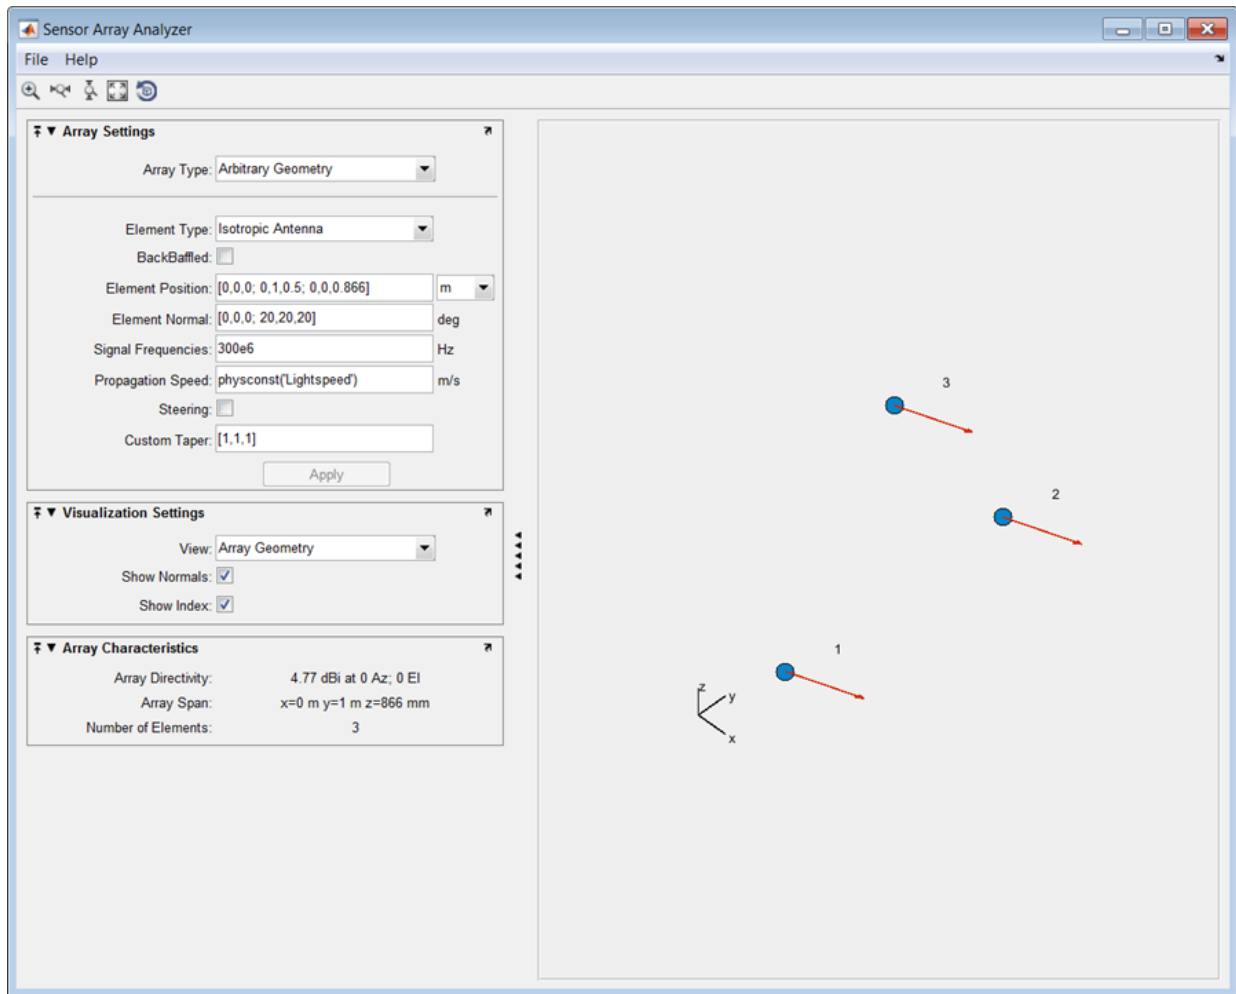 Sensor Array Analyzer
File Help
Array Settings
Array Type: Arbitrary Geometry
Element Type: Isotropic Antenna
BackBaffled:
Element Position: [0,0,0; 0,1,0.5; 0,0,0.866] m
Element Normal: [0,0,0; 20,20,20] deg
Signal Frequencies: 300e6 Hz
Propagation Speed: physconst('Lightspeed') m/s
Steering:
Custom Taper: [1,1,1]
Apply
Visualization Settings
View: Array Geometry
Show Normals:
Show Index:
Array Characteristics
Array Directivity: 4.77 dBi at 0 Az; 0 El
Array Span: x=0 m y=1 m z=866 mm
Number of Elements: 3
3
2
1
z
y
x